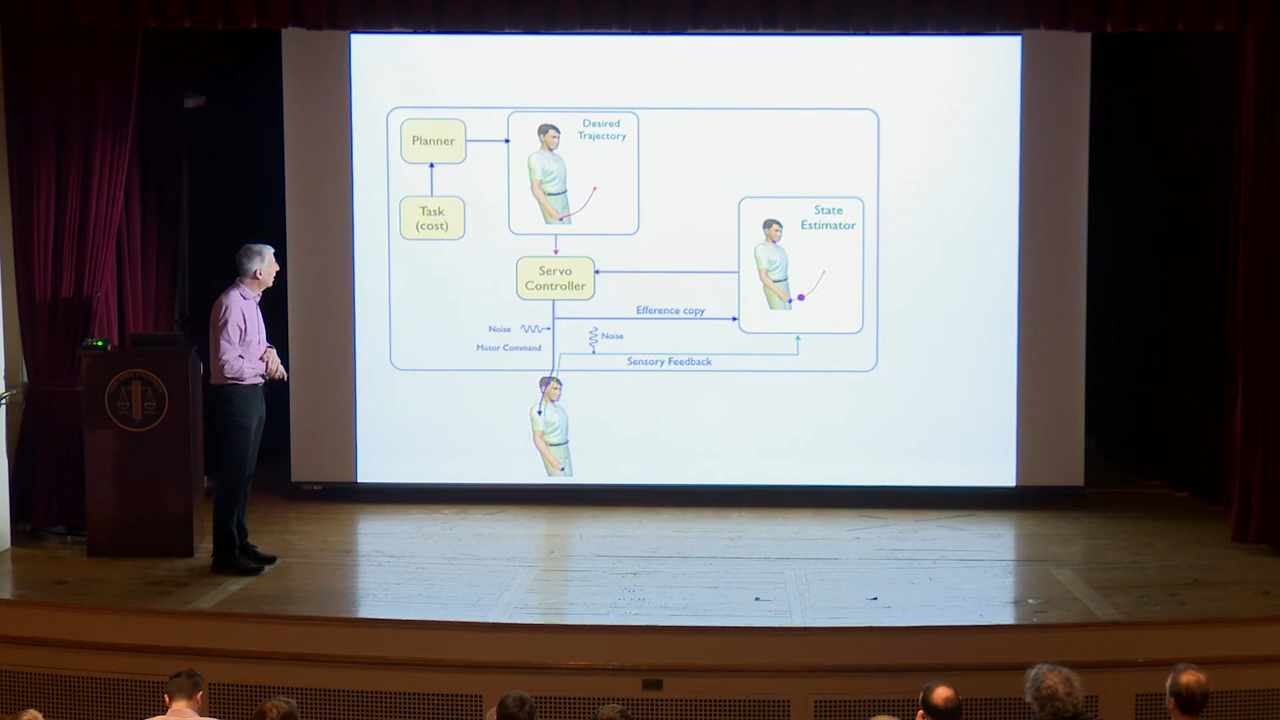 Planner
Desired
Trajectory
Task
(cost)
State
Estimator
Servo
Controller
Efference copy
Noise
Noise
Motor Command
Sensory Feedback